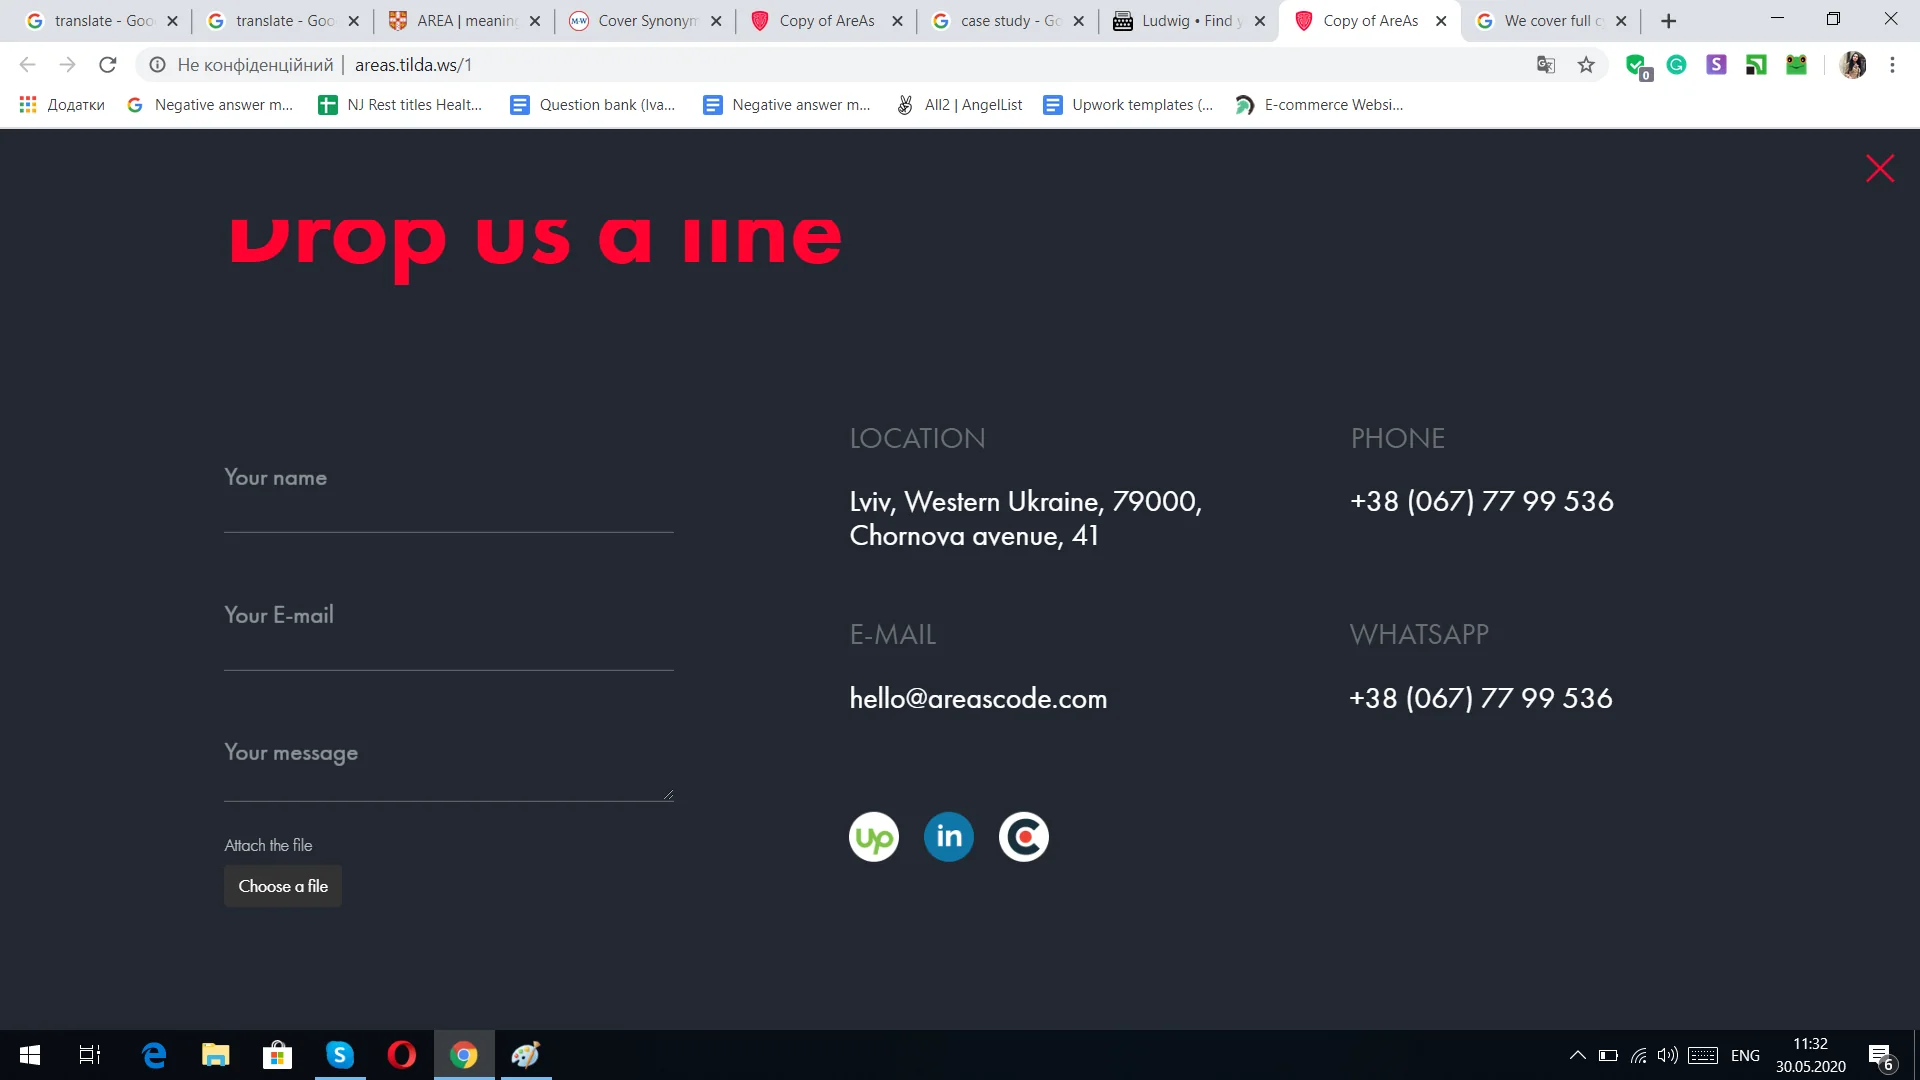 translate - Goo
translate - Goo
AREA | meaning
Cover Synonym
Copy of AreAs
case study - Go
Ludwig • Find y
Copy of AreAs
We cover full c
Не конфіденційний
areas.tilda.ws/1
0
S
Додатки
Negative answer m...
NJ Rest titles Healt...
Question bank (Iva...
Negative answer m...
All2 | AngelList
Upwork templates (...
E-commerce Websi...
Drop us a line
Your name
Your E-mail
Your message
Attach the file
Choose a file
LOCATION
Lviv, Western Ukraine, 79000,
Chornova avenue, 41
PHONE
+38 (067) 77 99 536
E-MAIL
hello@areascode.com
WHATSAPP
+38 (067) 77 99 536
up
in
ENG
11:32
30.05.2020
6